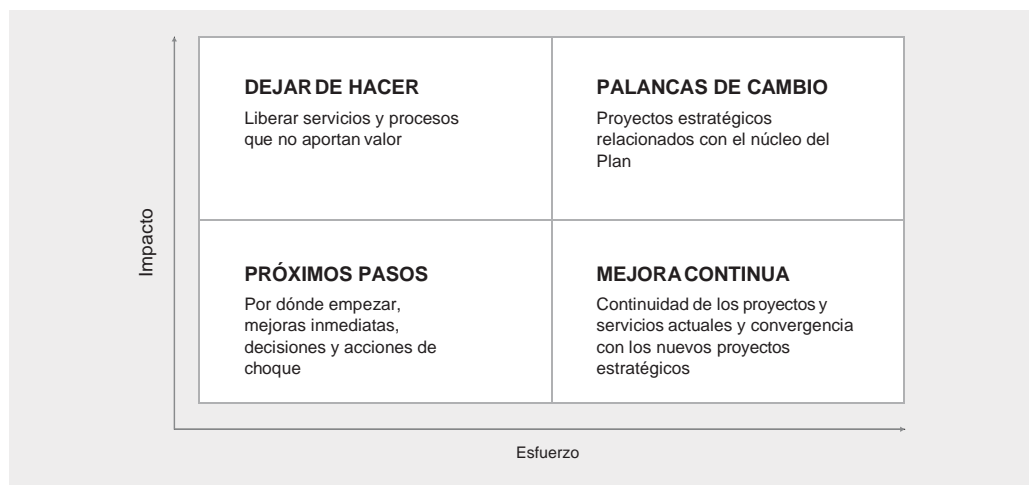 DEJAR DE HACER
Liberar servicios y procesos
que no aportan valor
PALANCAS DE CAMBIO
Proyectos estratégicos
relacionados con el núcleo del
Plan
Impacto
PRÓXIMOS PASOS
Por dónde empezar,
mejoras inmediatas,
decisiones y acciones de
choque
MEJORA CONTINUA
Continuidad de los proyectos y
servicios actuales y convergencia
con los nuevos proyectos
estratégicos
Esfuerzo